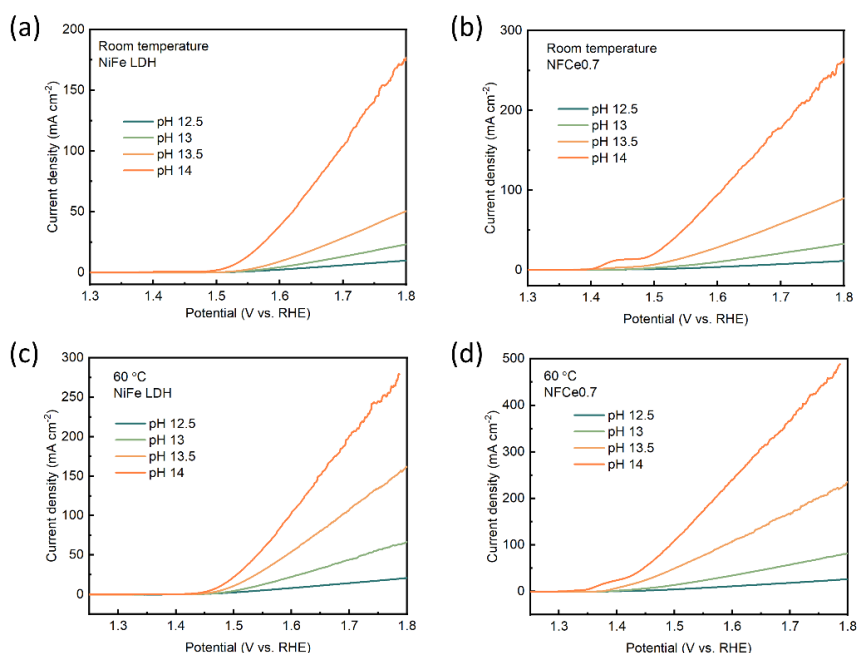 (a)
Room temperature
NiFe LDH
pH 12.5
pH 13
pH 13.5
pH 14
Current density (mA cm⁻²)
200
175
150
125
100
75
50
25
0
1.3 1.4 1.5 1.6 1.7 1.8
Potential (V vs. RHE)
(b)
Room temperature
NFCe0.7
pH 12.5
pH 13
pH 13.5
pH 14
Current density (mA cm⁻²)
300
200
100
0
1.3 1.4 1.5 1.6 1.7 1.8
Potential (V vs. RHE)
(c)
60 °C
NiFe LDH
pH 12.5
pH 13
pH 13.5
pH 14
Current density (mA cm⁻²)
300
250
200
150
100
50
0
1.3 1.4 1.5 1.6 1.7 1.8
Potential (V vs. RHE)
(d)
60 °C
NFCe0.7
pH 12.5
pH 13
pH 13.5
pH 14
Current density (mA cm⁻²)
500
400
300
200
100
0
1.3 1.4 1.5 1.6 1.7 1.8
Potential (V vs. RHE)